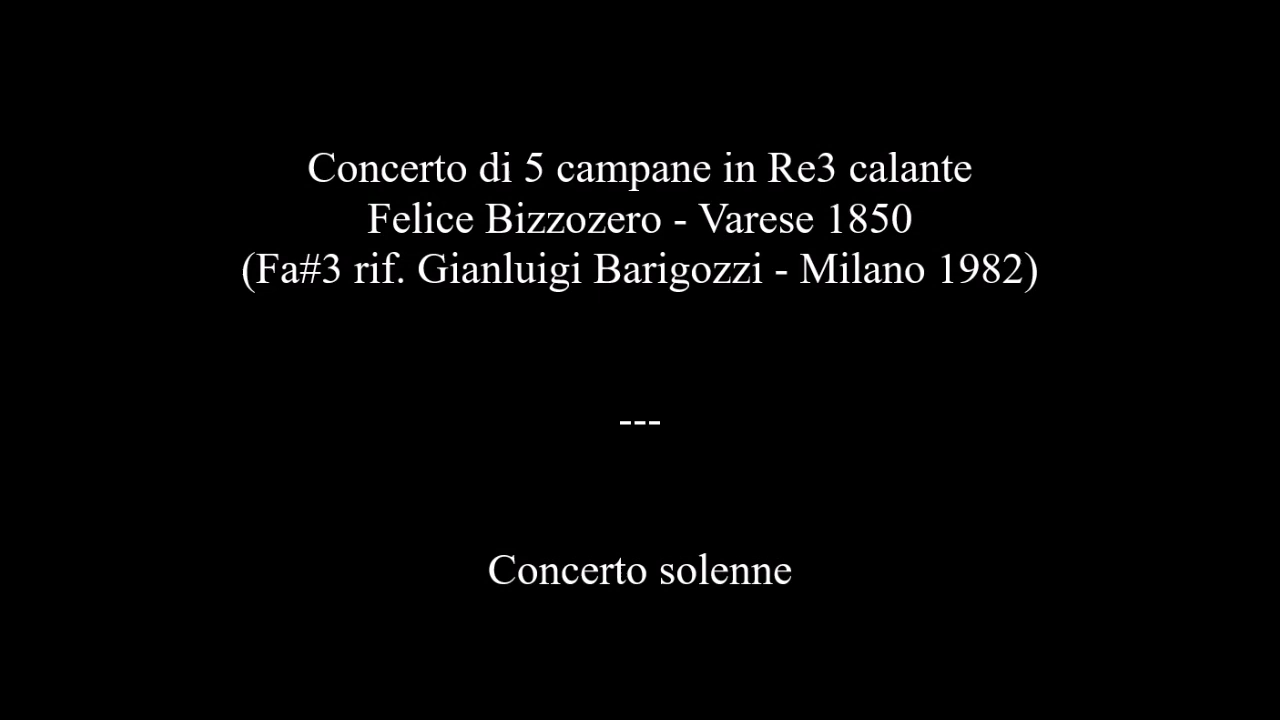 Concerto di 5 campane in Re3 calante
Felice Bizzozero - Varese 1850
(Fa#3 rif. Gianluigi Barigozzi - Milano 1982)
---
Concerto solenne